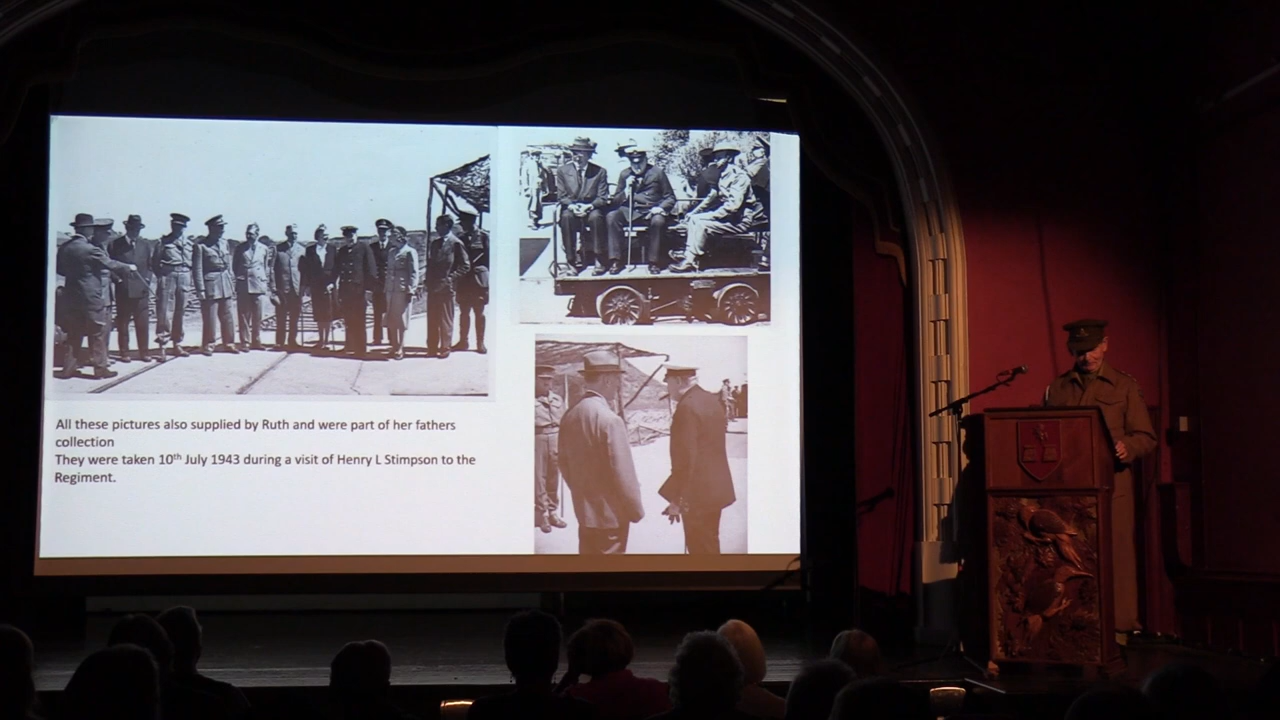 All these pictures also supplied by Ruth and were part of her fathers
collection
They were taken 10th July 1943 during a visit of Henry L Stimpson to the
Regiment.